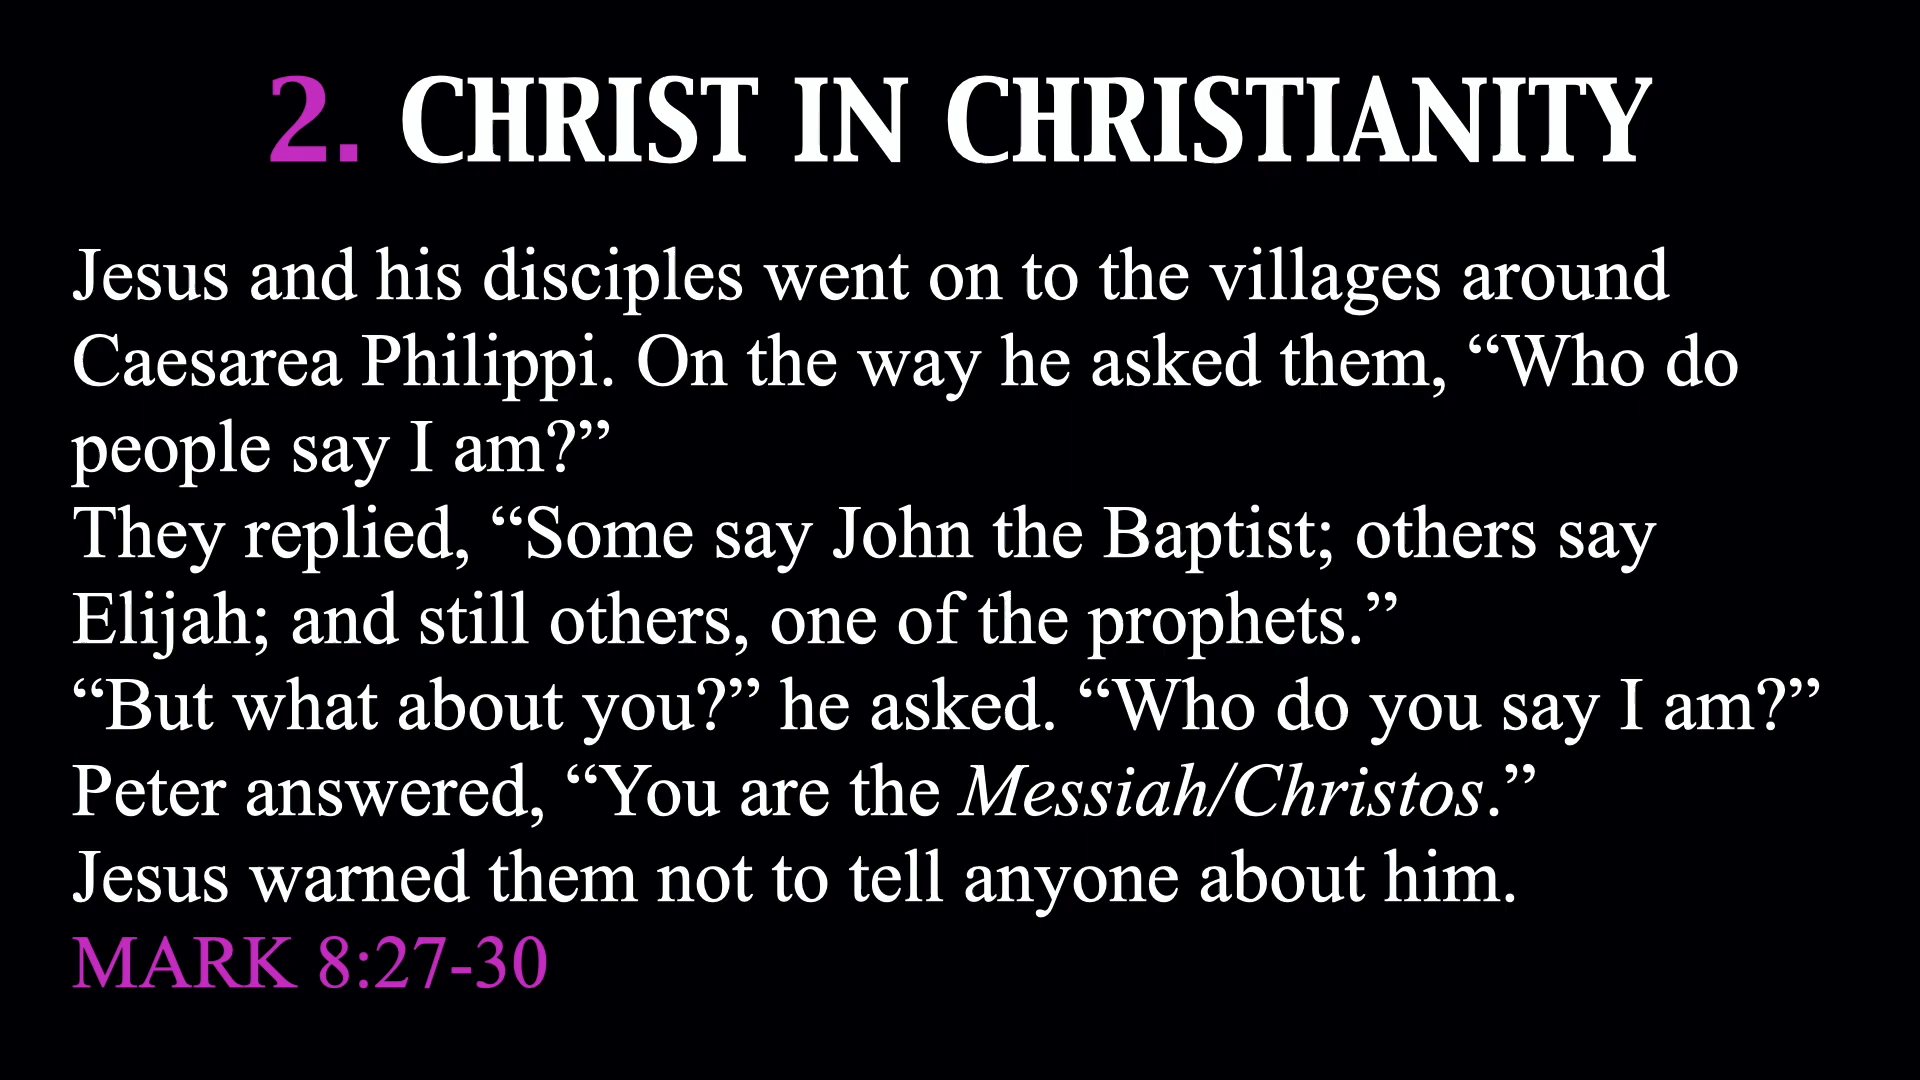 2. CHRIST IN CHRISTIANITY
Jesus and his disciples went on to the villages around
Caesarea Philippi. On the way he asked them, “Who do
people say I am?”
They replied, “Some say John the Baptist; others say
Elijah; and still others, one of the prophets.”
“But what about you?” he asked. “Who do you say I am?”
Peter answered, “You are the Messiah/Christos.”
Jesus warned them not to tell anyone about him.
MARK 8:27-30